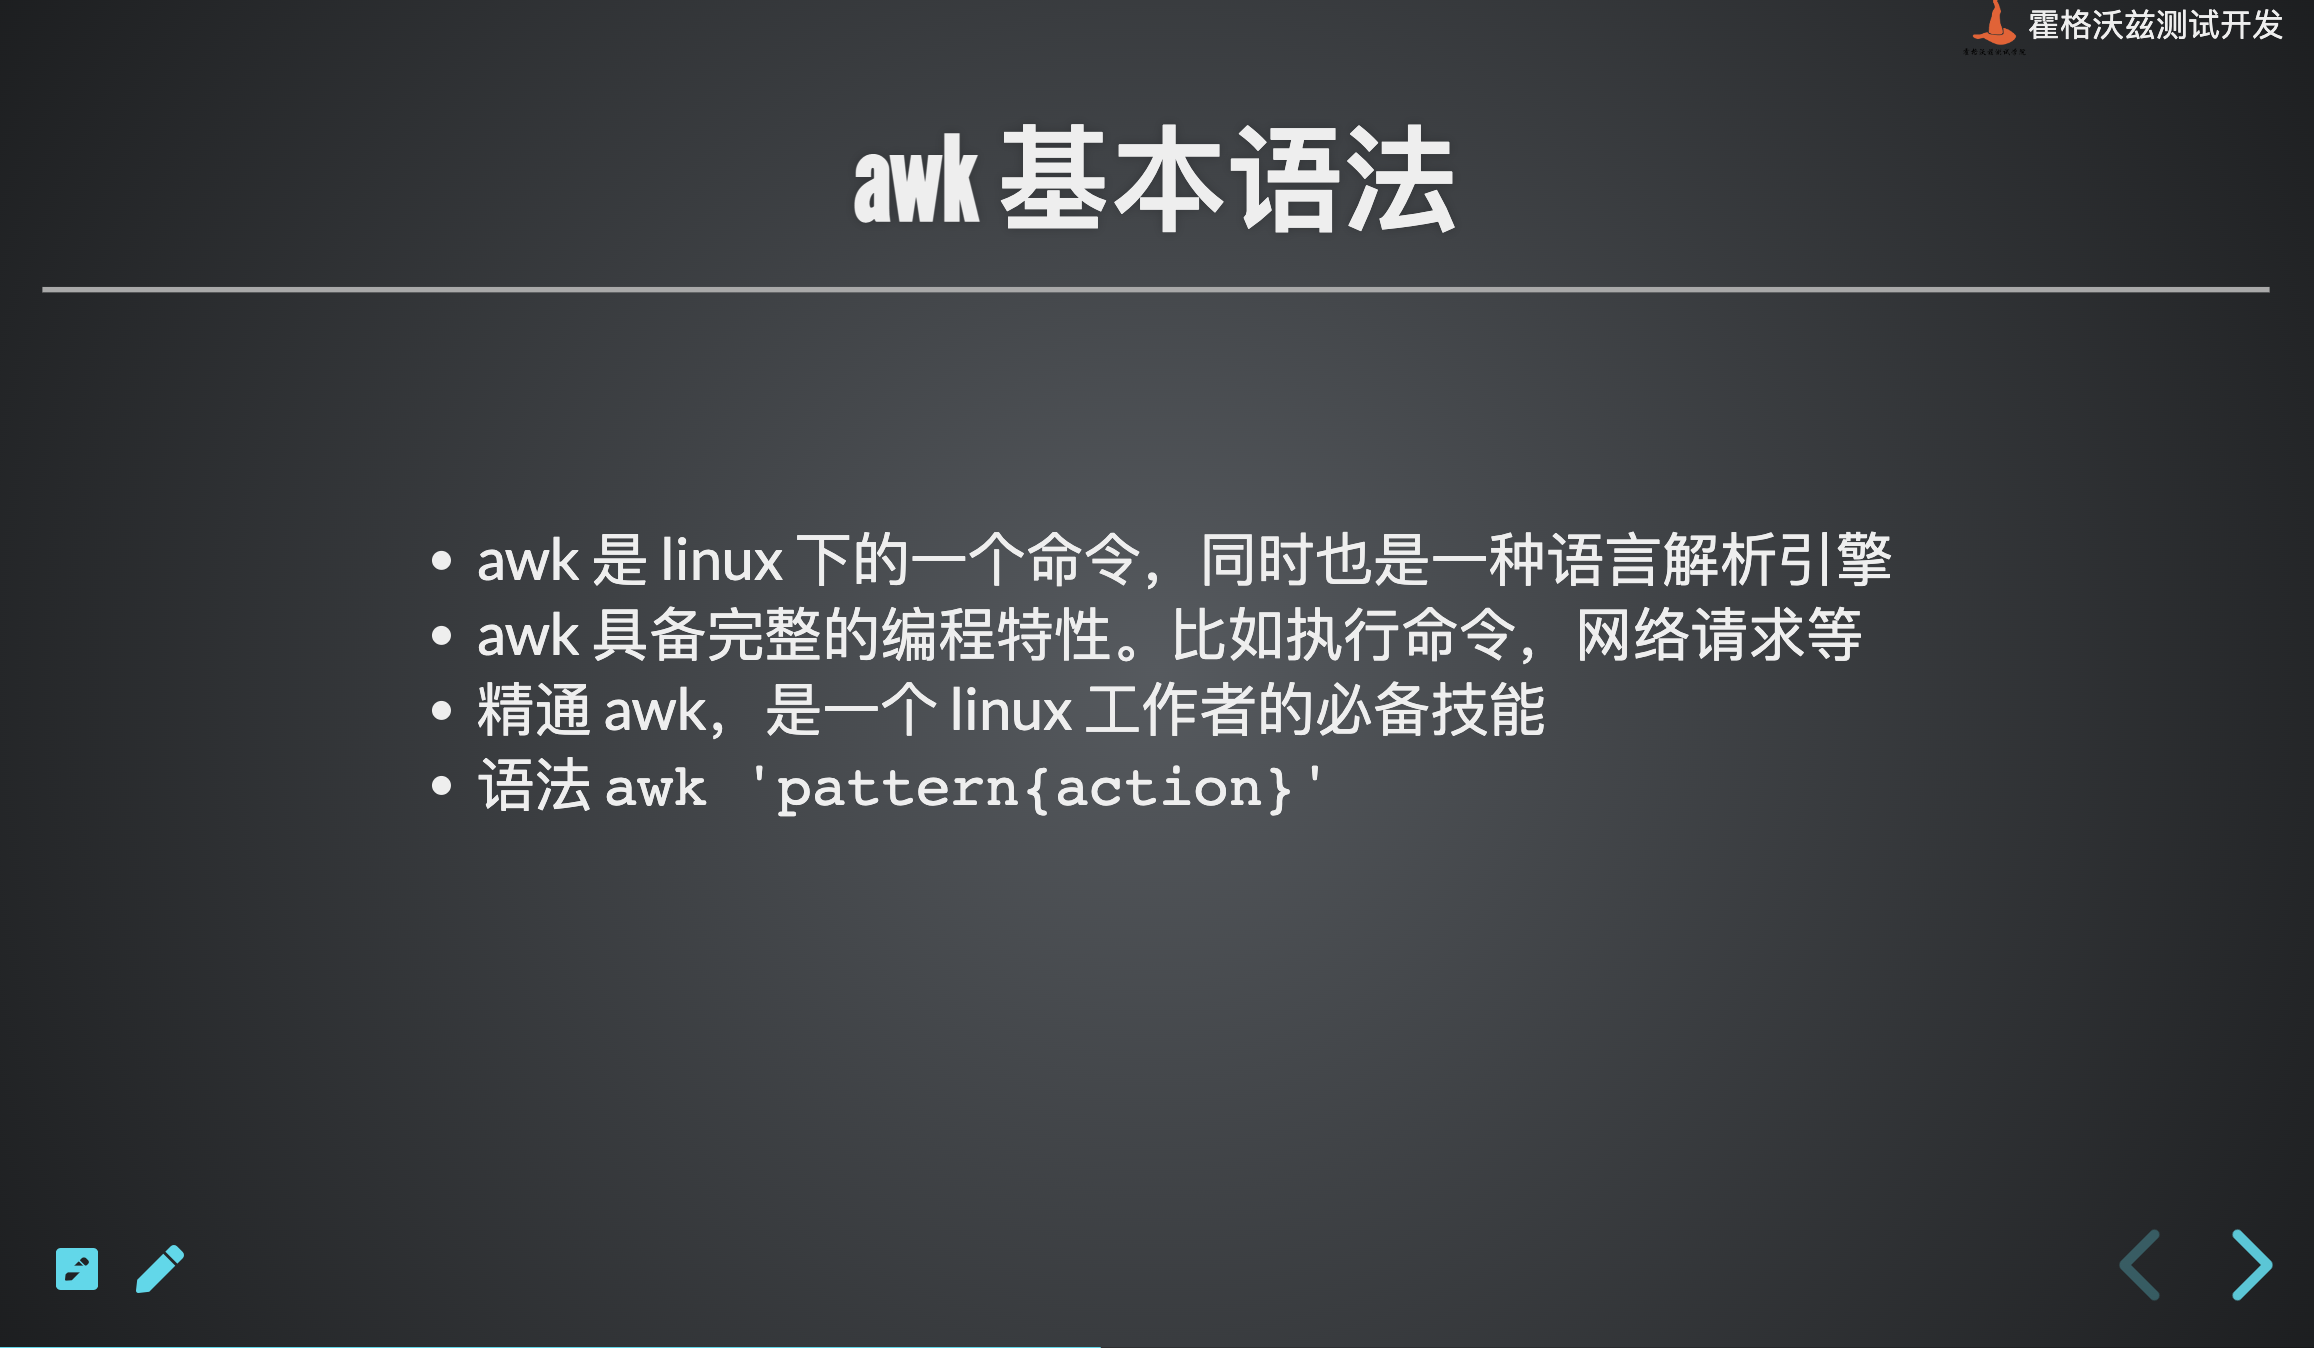 霍格沃兹测试开发
awk 基本语法
awk 是 linux 下的一个命令，同时也是一种语言解析引擎
awk 具备完整的编程特性。比如执行命令，网络请求等
精通 awk，是一个 linux 工作者的必备技能
语法 awk 'pattern{action}'